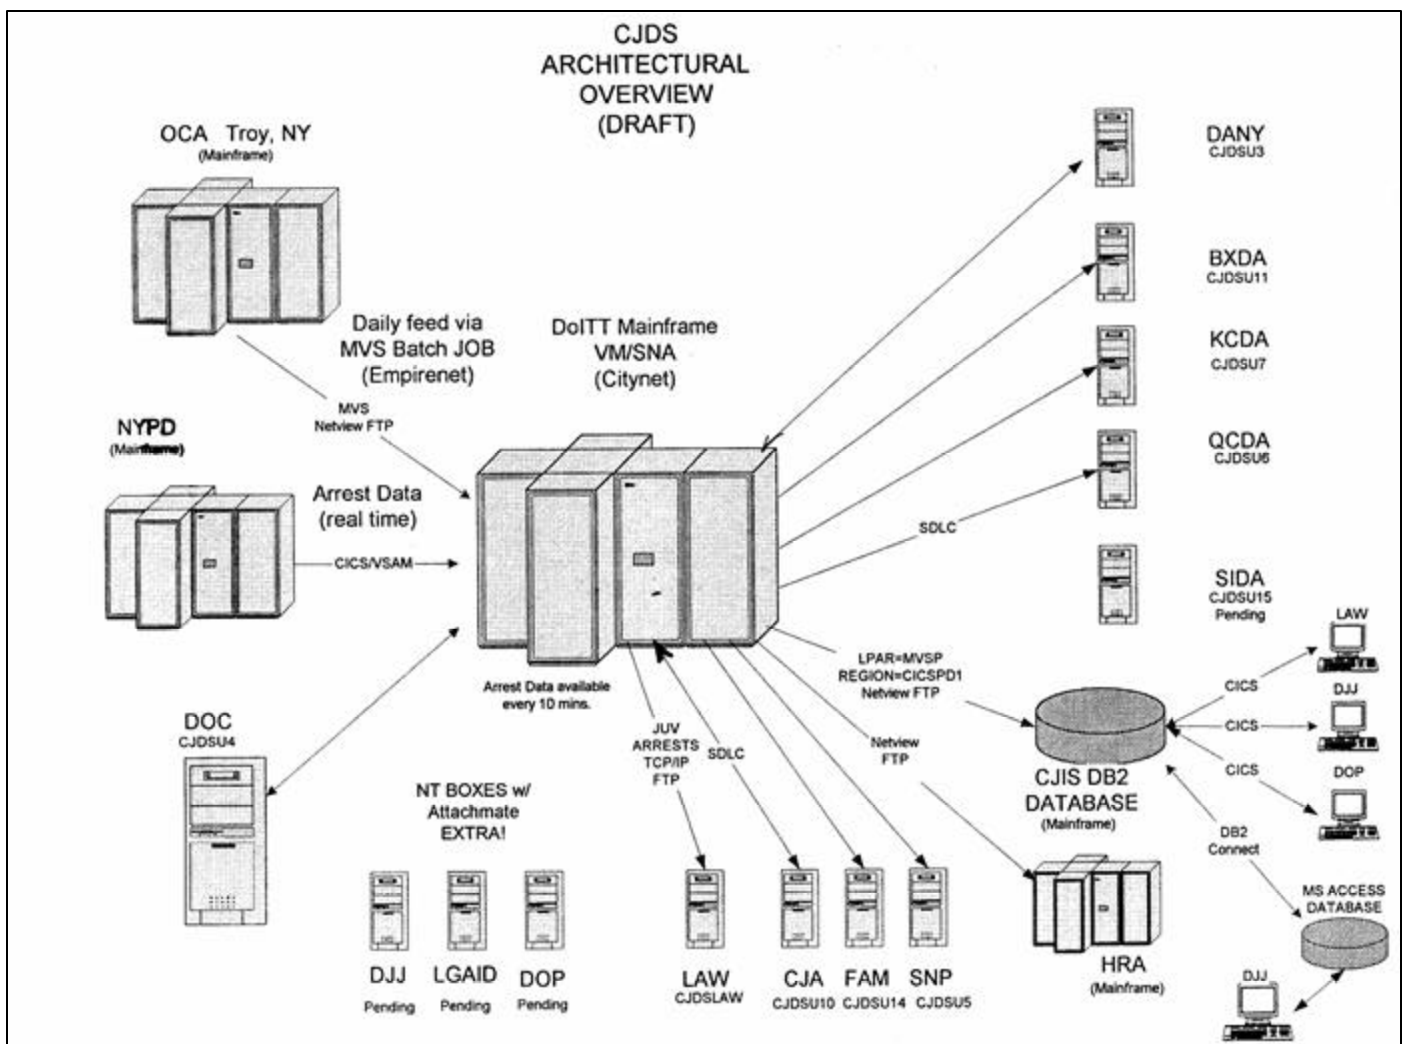 CJDS
ARCHITECTURAL
OVERVIEW
(DRAFT)
OCA Troy, NY
(Mainframe)
Daily feed via
MVS Batch JOB
(Empirenet)
DoITT Mainframe
VM/SNA
(Citynet)
MVS
Netview FTP
NYPD
(Mainframe)
Arrest Data
(real time)
CICS/VSAM
DANY
CJDSU3
BXDA
CJDSU11
KCDA
CJDSU7
QCDA
CJDSU6
SDLC
SIDA
CJDSU15
Pending
Arrest Data available
every 10 mins.
LPAR=MVSP
REGION=CICSPD1
Netview FTP
LAW
CICS
DJJ
CICS
DOP
CICS
CJIS DB2
DATABASE
(Mainframe)
DB2
Connect
MS ACCESS
DATABASE
DJJ
DOC
CJDSU4
NT BOXES w/
Attachmate
EXTRA!
JUV
ARRESTS
TCP/IP
FTP
SDLC
Netview
FTP
DJJ
Pending
LGAID
Pending
DOP
Pending
LAW
CJDSLAW
CJA
CJDSU10
FAM
CJDSU14
SNP
CJDSU5
HRA
(Mainframe)